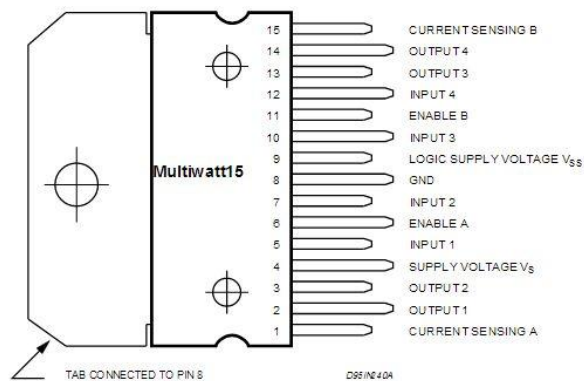 15 CURRENT SENSING B
14 OUTPUT 4
13 OUTPUT 3
12 INPUT 4
11 ENABLE B
10 INPUT 3
9 LOGIC SUPPLY VOLTAGE VSS
Multiwatt15
8 GND
7 INPUT 2
6 ENABLE A
5 INPUT 1
4 SUPPLY VOLTAGE VS
3 OUTPUT 2
2 OUTPUT 1
1 CURRENT SENSING A
TAB CONNECTED TO PIN 8
D95IN240A